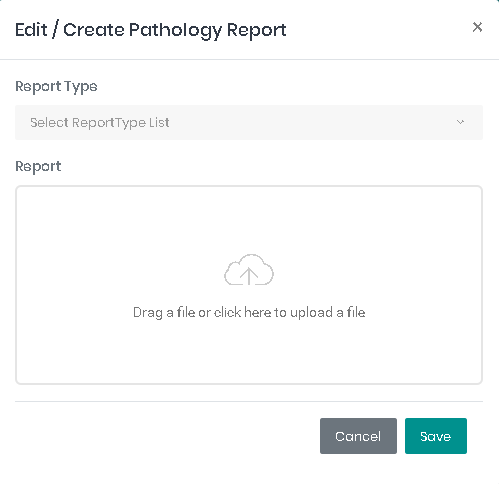 Edit / Create Pathology Report
×
Report Type
Select ReportType List
Report
Drag a file or click here to upload a file
Cancel
Save